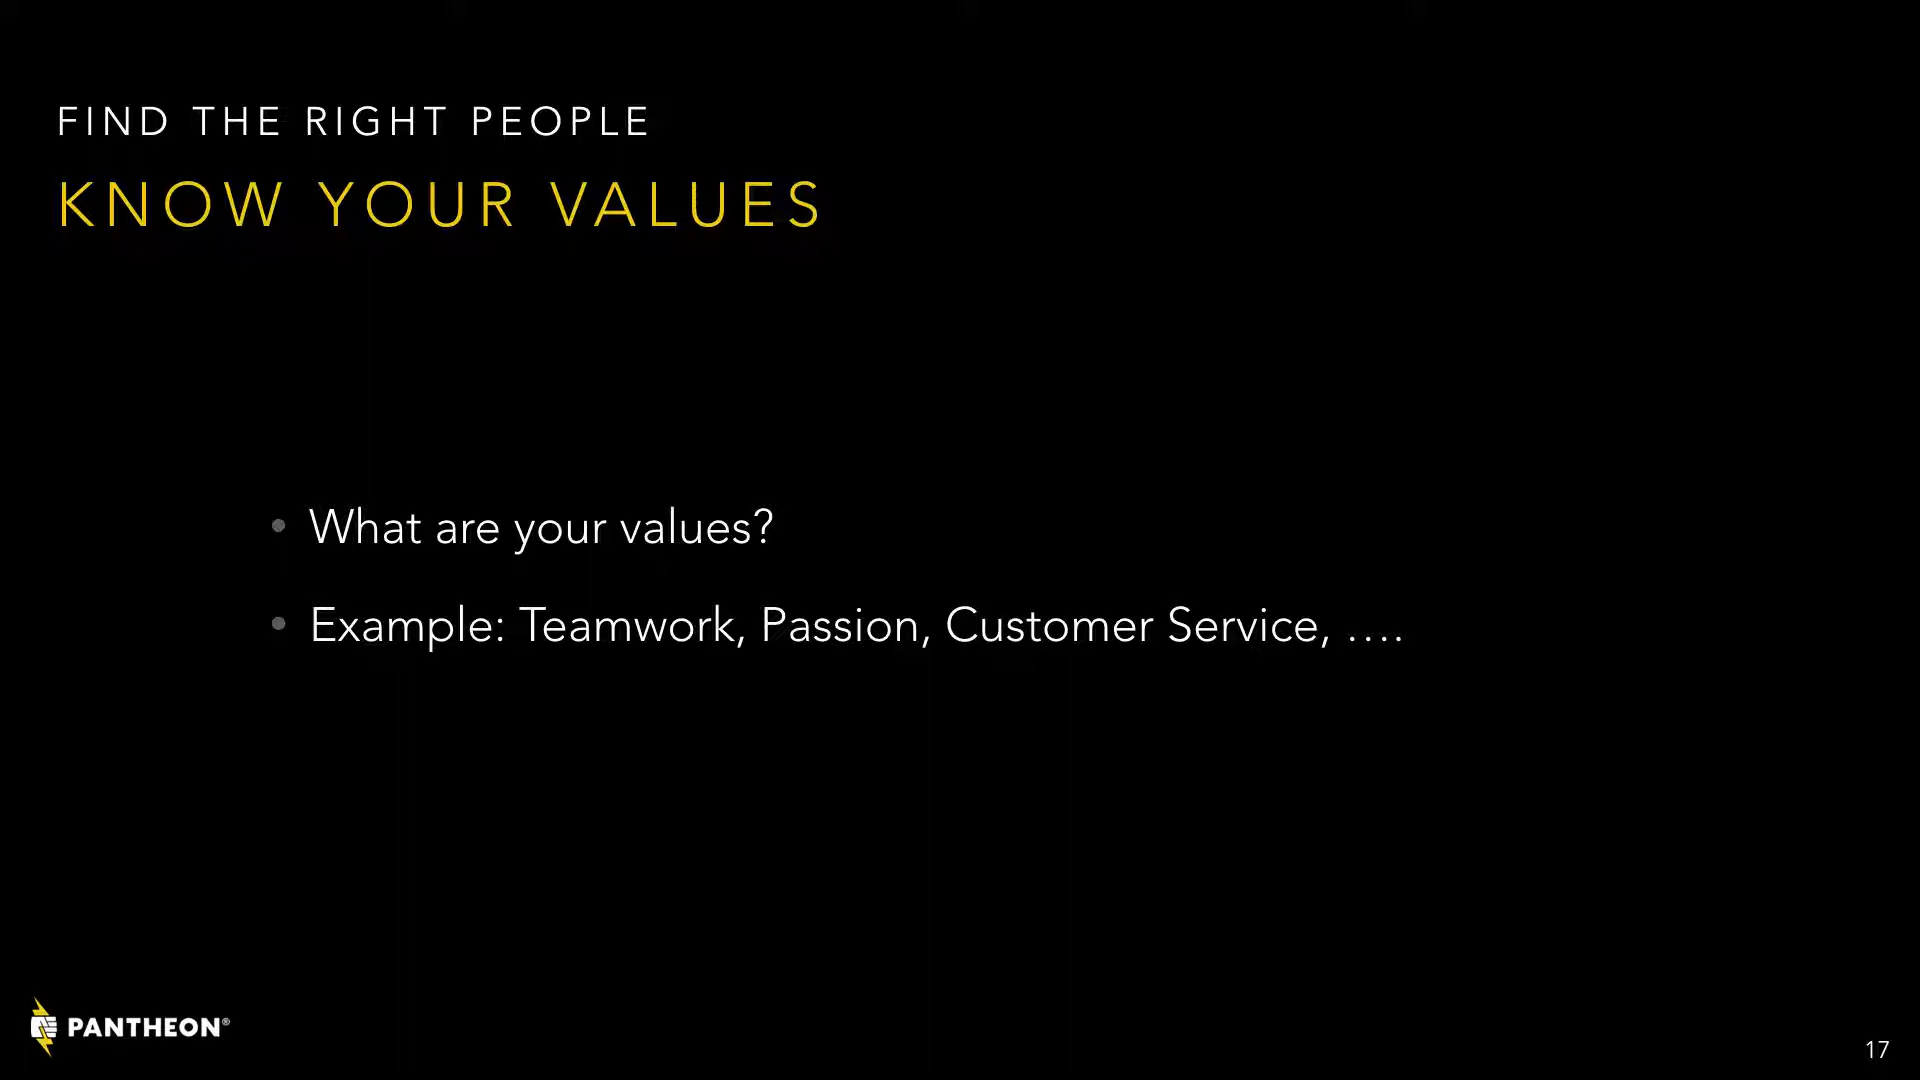 FIND THE RIGHT PEOPLE
KNOW YOUR VALUES
• What are your values?
• Example: Teamwork, Passion, Customer Service, ....
PANTHEON®
17